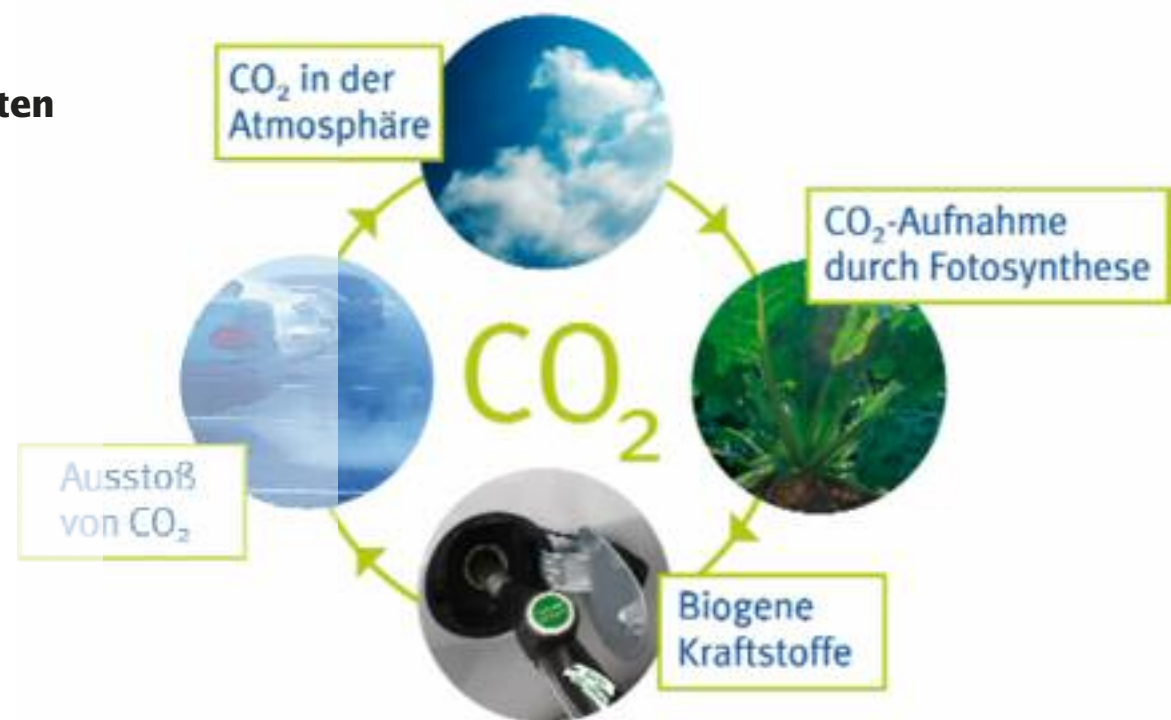 ten
CO₂ in der
Atmosphäre
CO₂-Aufnahme
durch Fotosynthese
CO₂
Ausstoß
von CO₂
Biogene
Kraftstoffe